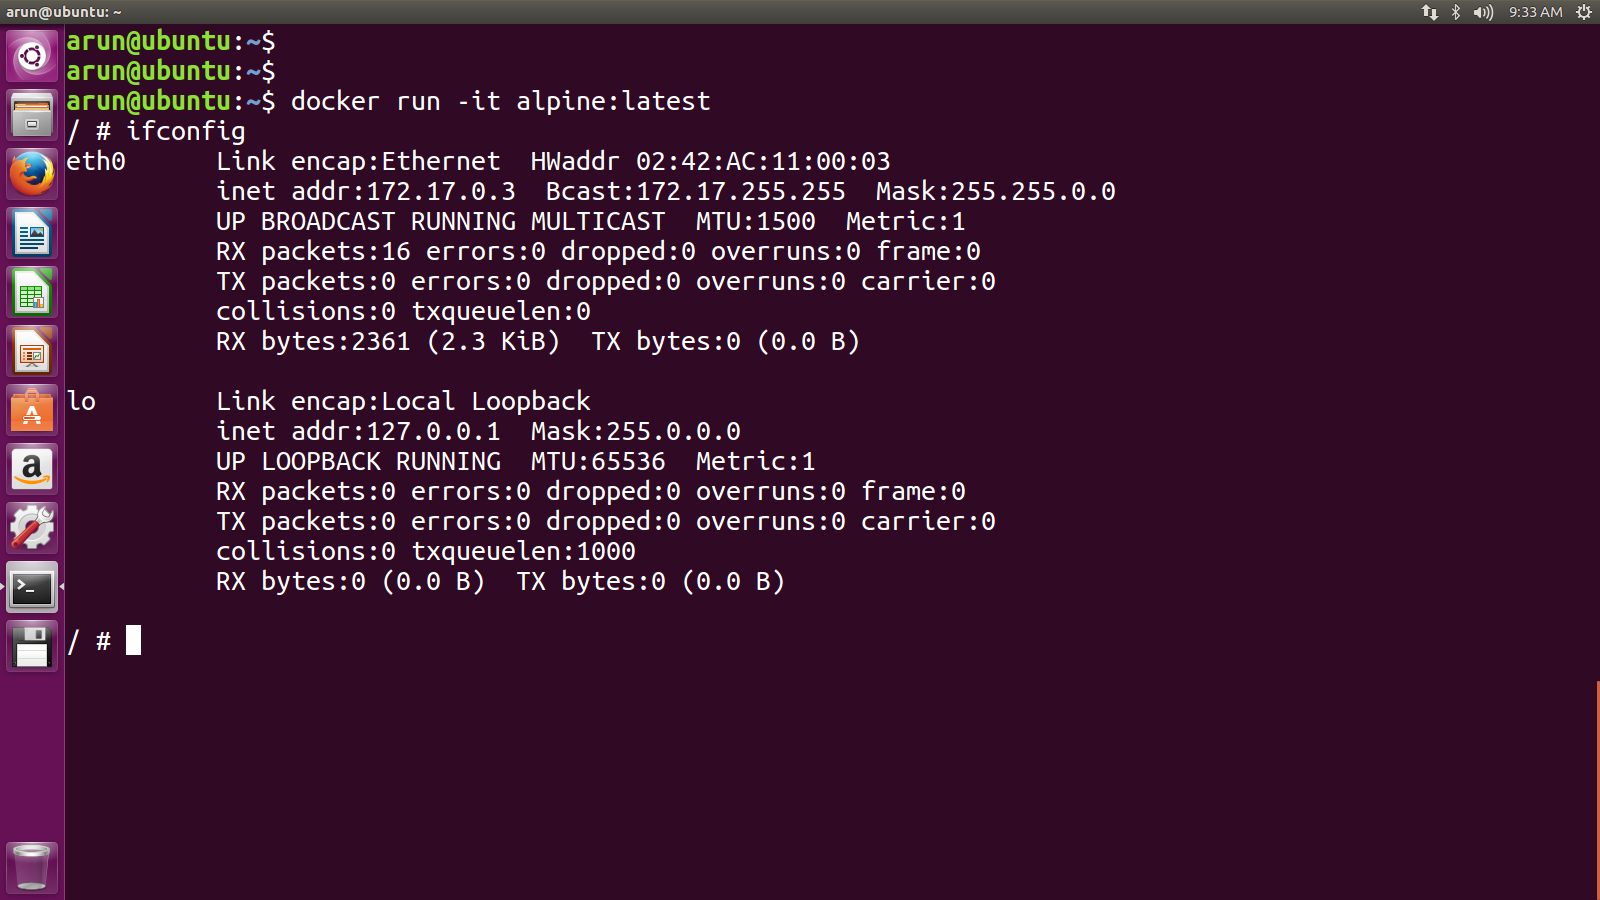 arun@ubuntu: ~
9:33 AM
arun@ubuntu:~$
arun@ubuntu:~$
arun@ubuntu:~$ docker run -it alpine:latest
/ # ifconfig
eth0      Link encap:Ethernet  HWaddr 02:42:AC:11:00:03
          inet addr:172.17.0.3  Bcast:172.17.255.255  Mask:255.255.0.0
          UP BROADCAST RUNNING MULTICAST  MTU:1500  Metric:1
          RX packets:16 errors:0 dropped:0 overruns:0 frame:0
          TX packets:0 errors:0 dropped:0 overruns:0 carrier:0
          collisions:0 txqueuelen:0
          RX bytes:2361 (2.3 KiB)  TX bytes:0 (0.0 B)

lo        Link encap:Local Loopback
          inet addr:127.0.0.1  Mask:255.0.0.0
          UP LOOPBACK RUNNING  MTU:65536  Metric:1
          RX packets:0 errors:0 dropped:0 overruns:0 frame:0
          TX packets:0 errors:0 dropped:0 overruns:0 carrier:0
          collisions:0 txqueuelen:1000
          RX bytes:0 (0.0 B)  TX bytes:0 (0.0 B)

/ #